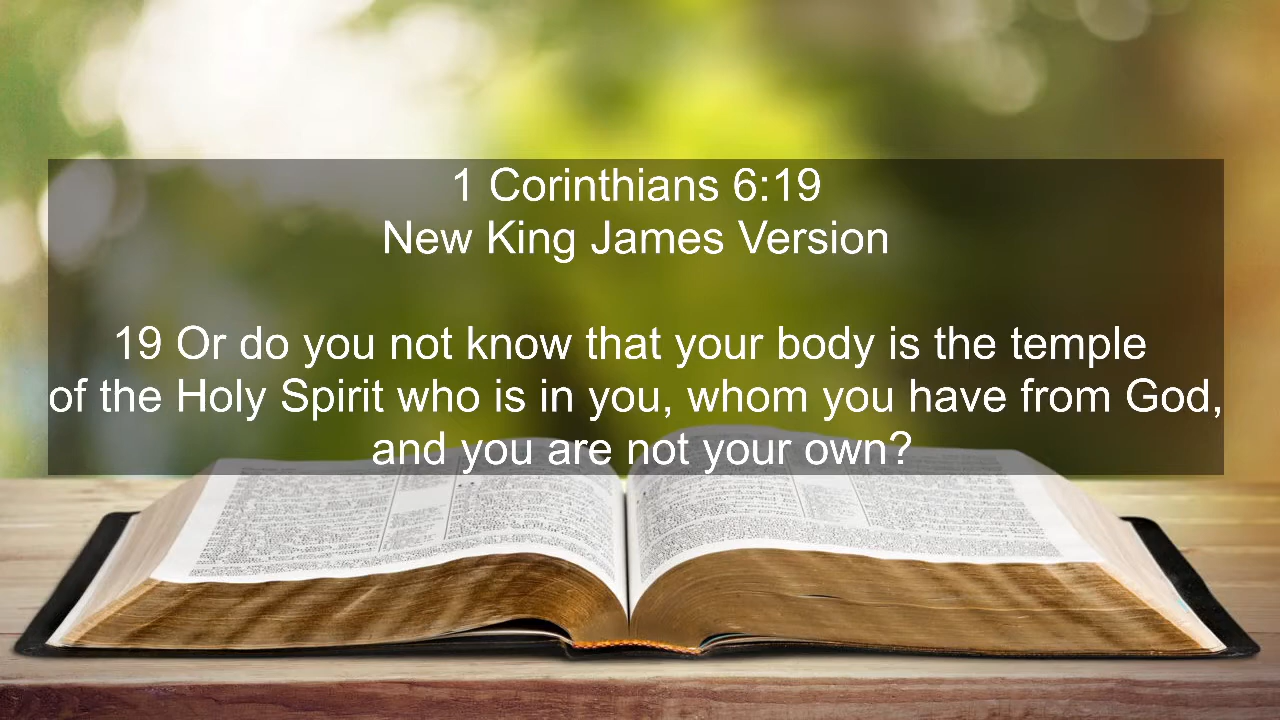 1 Corinthians 6:19
New King James Version
19 Or do you not know that your body is the temple
of the Holy Spirit who is in you, whom you have from God,
and you are not your own?